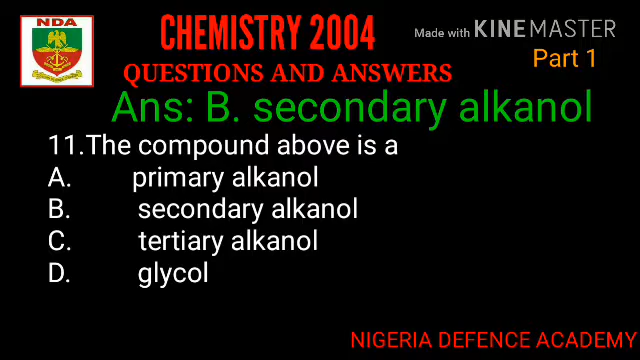 NDA
CHEMISTRY 2004
Made with KINEMASTER
Part 1
QUESTIONS AND ANSWERS
Ans: B. secondary alkanol
11.The compound above is a
A. primary alkanol
B. secondary alkanol
C. tertiary alkanol
D. glycol
NIGERIA DEFENCE ACADEMY